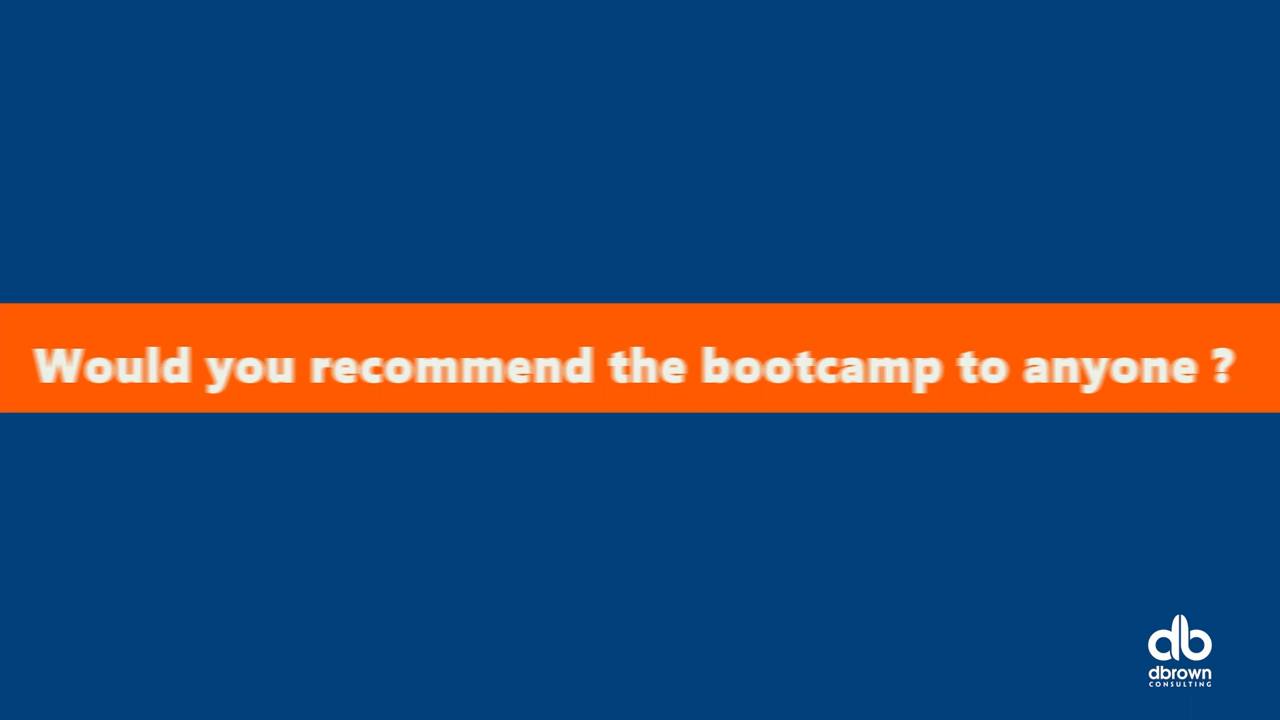 Would you recommend the bootcamp to anyone ?
db
dbrown
CONSULTING